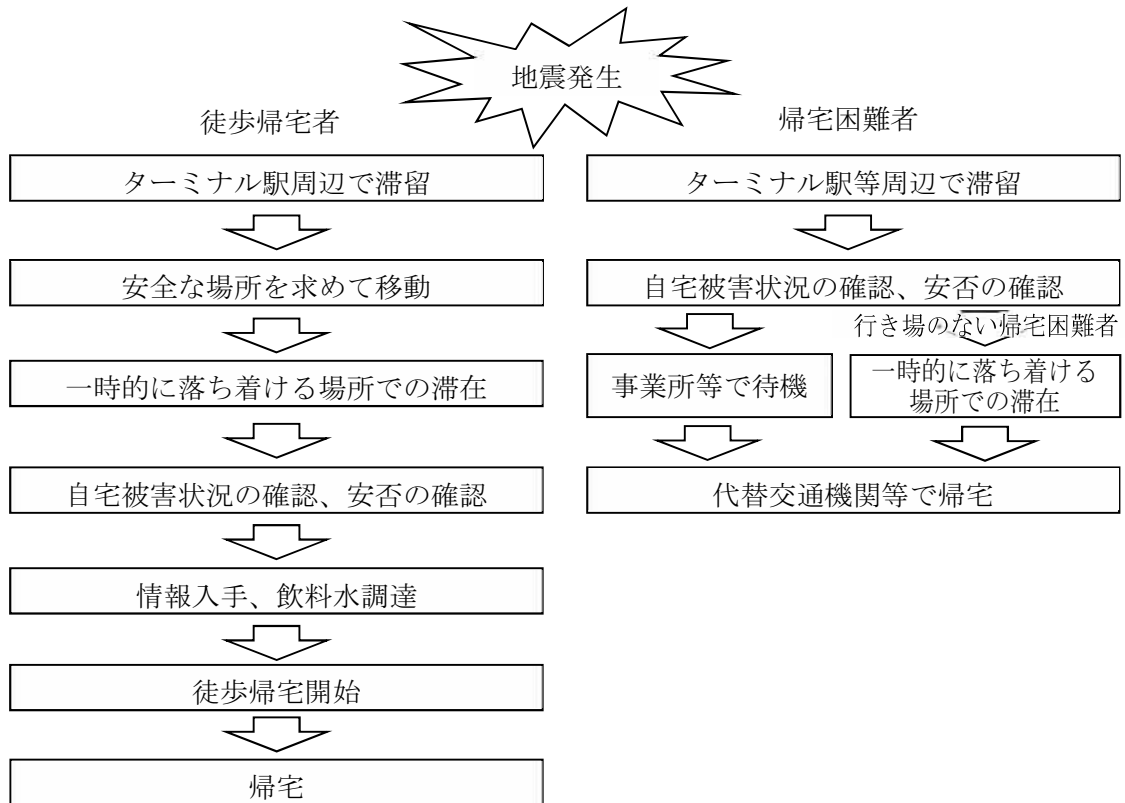 地震発生
徒歩帰宅者
ターミナル駅周辺で滞留
安全な場所を求めて移動
一時的に落ち着ける場所での滞在
自宅被害状況の確認、安否の確認
情報入手、飲料水調達
徒歩帰宅開始
帰宅
帰宅困難者
ターミナル駅等周辺で滞留
自宅被害状況の確認、安否の確認
行き場のない帰宅困難者
事業所等で待機
一時的に落ち着ける
場所での滞在
代替交通機関等で帰宅